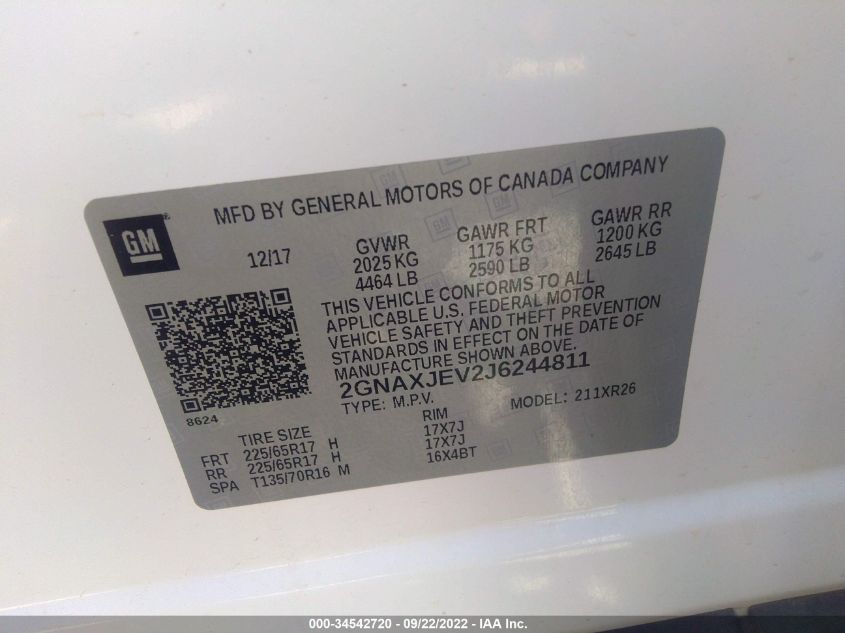 MFD BY GENERAL MOTORS OF CANADA COMPANY
GM ®
12/17
GVWR
2025 KG
4464 LB
GAWR FRT
1175 KG
2590 LB
GAWR RR
1200 KG
2645 LB
THIS VEHICLE CONFORMS TO ALL
APPLICABLE U.S. FEDERAL MOTOR
VEHICLE SAFETY AND THEFT PREVENTION
STANDARDS IN EFFECT ON THE DATE OF
MANUFACTURE SHOWN ABOVE.
2GNAXJEV2J6244811
TYPE: M.P.V. MODEL: 211XR26
8624
TIRE SIZE RIM
FRT 225/65R17 H 17X7J
RR 225/65R17 H 17X7J
SPA T135/70R16 M 16X4BT
000-34542720 - 09/22/2022 - IAA Inc.